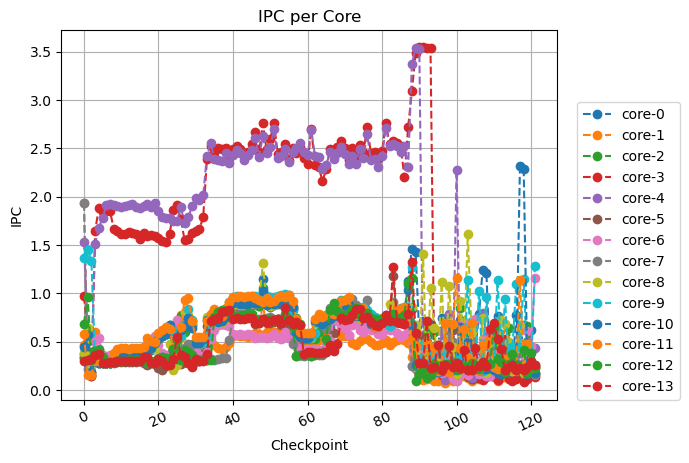 IPC per Core
IPC
3.5
3.0
2.5
2.0
1.5
1.0
0.5
0.0
0
20
40
60
80
100
120
Checkpoint
core-0
core-1
core-2
core-3
core-4
core-5
core-6
core-7
core-8
core-9
core-10
core-11
core-12
core-13